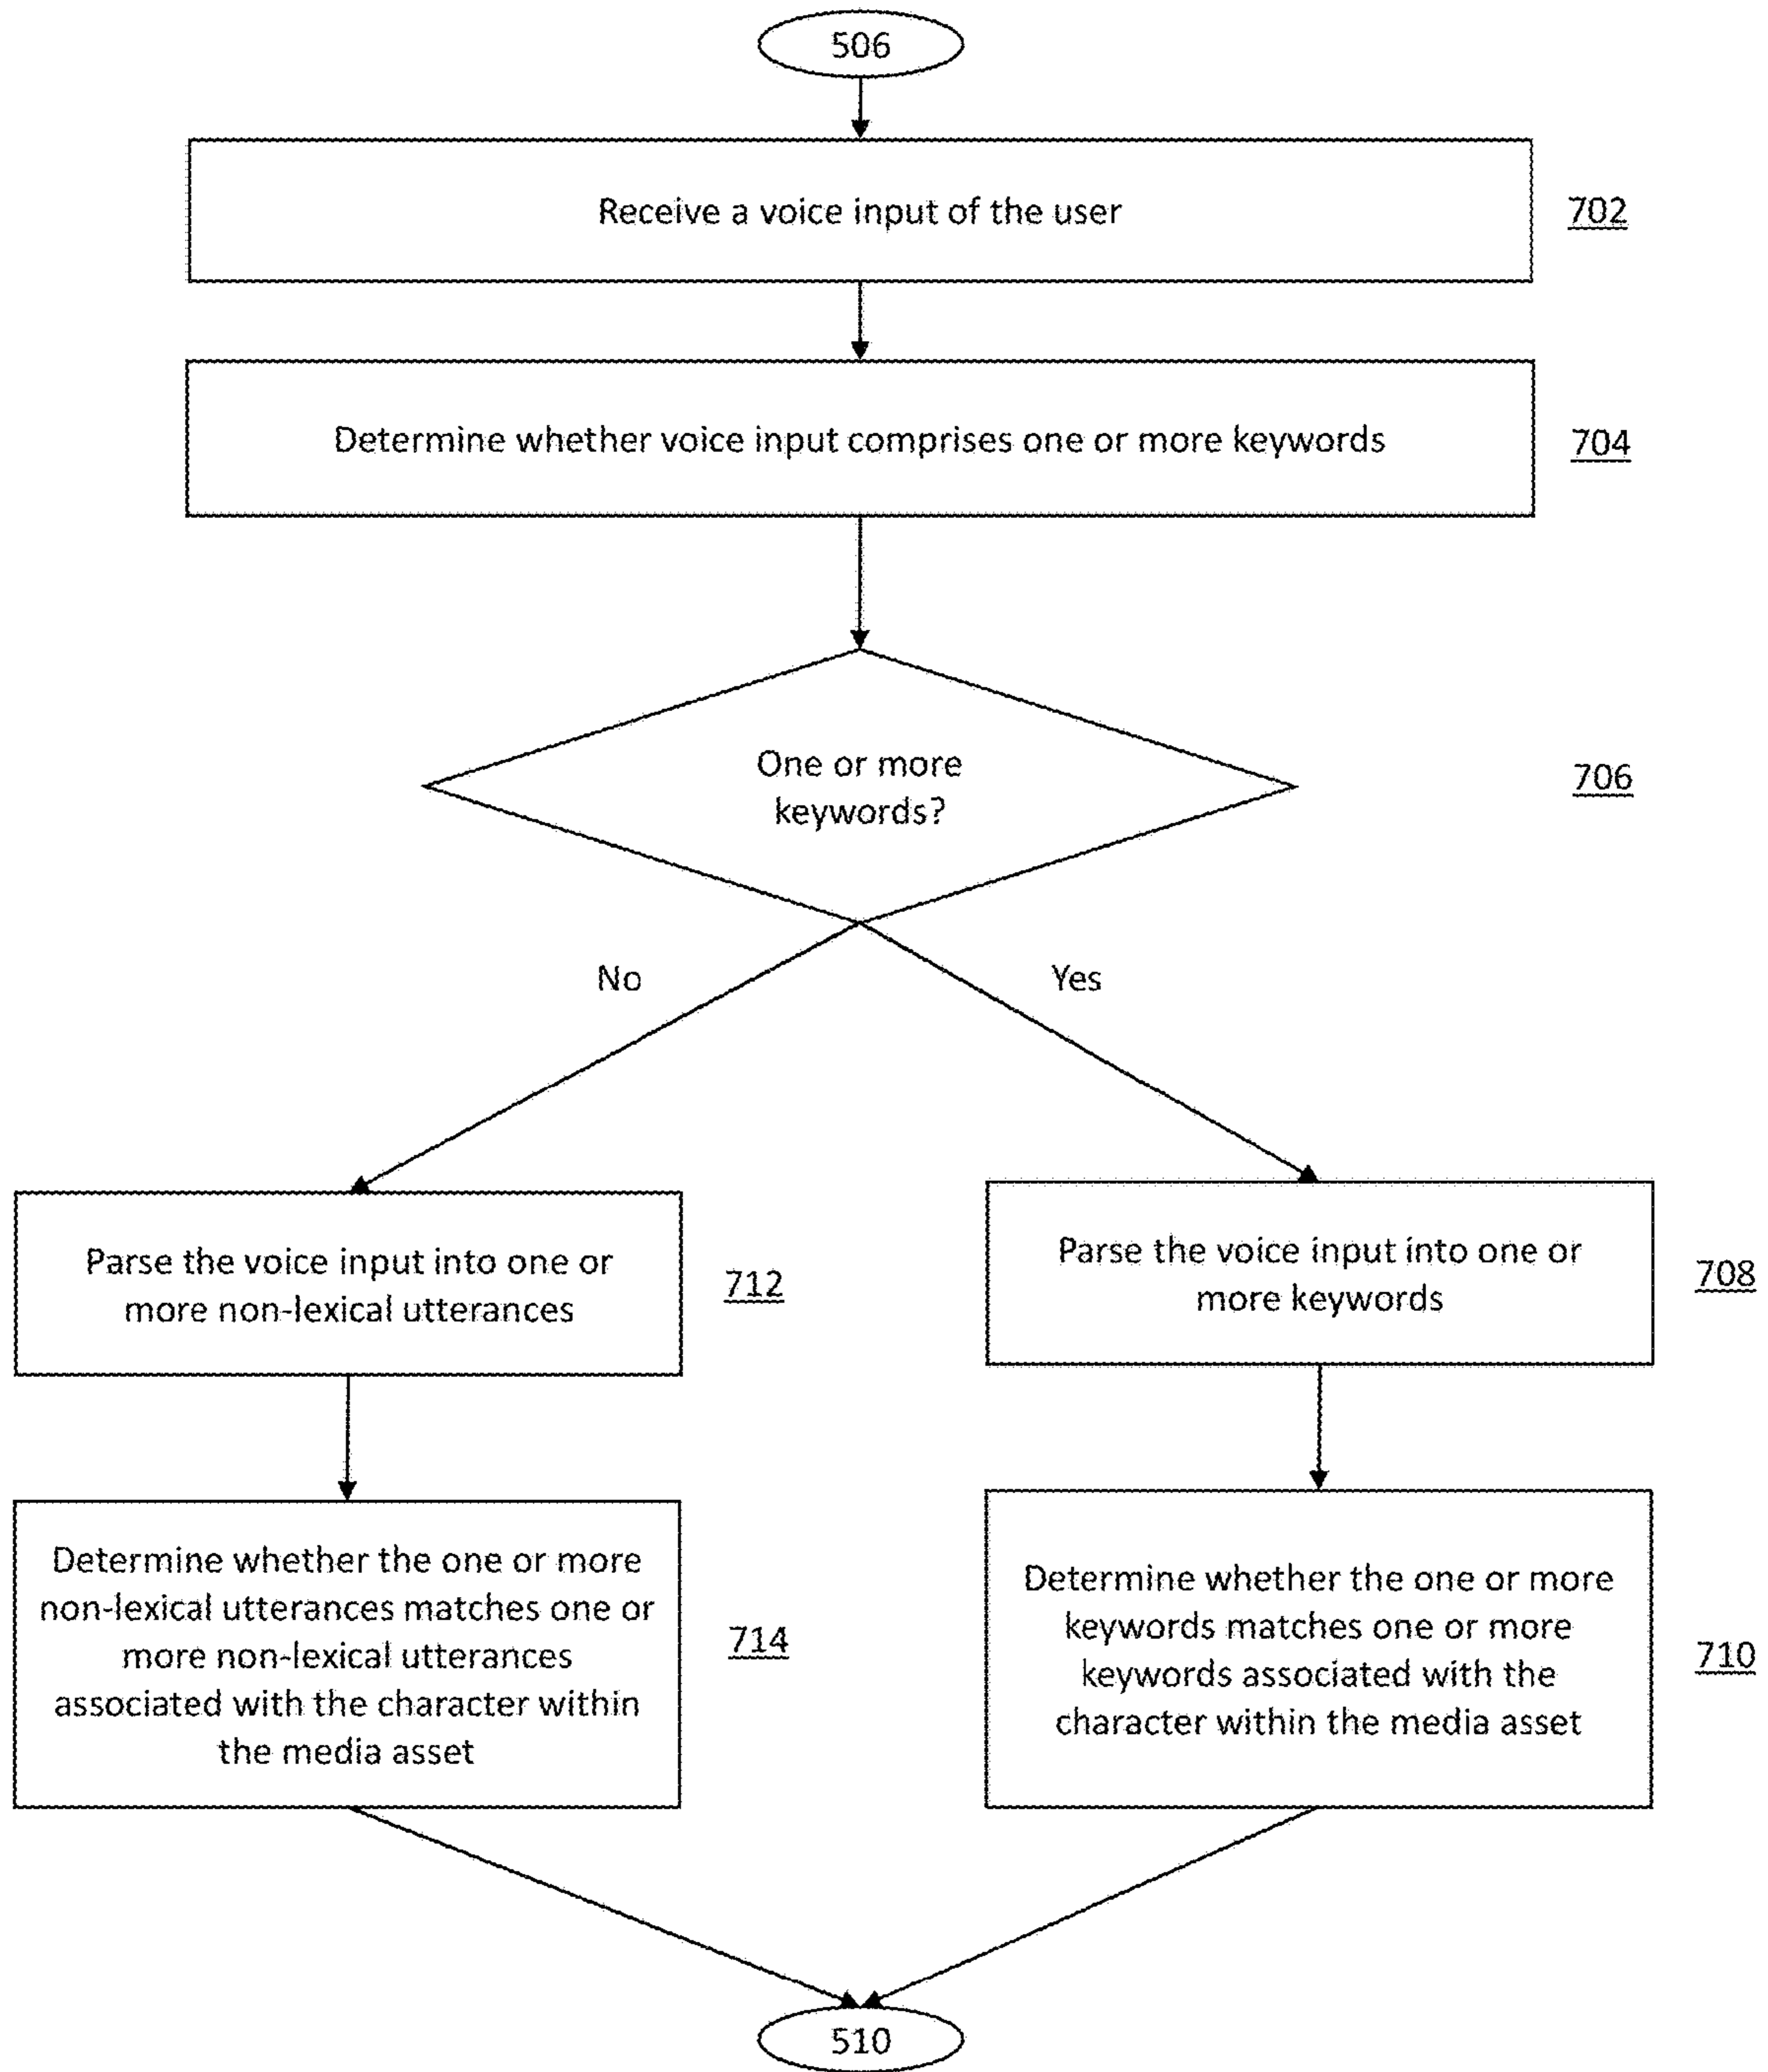 506
Receive a voice input of the user
702
Determine whether voice input comprises one or more keywords
704
One or more
keywords?
706
No
Yes
Parse the voice input into one or
more non-lexical utterances
712
Parse the voice input into one or
more keywords
708
Determine whether the one or more
non-lexical utterances matches one or
more non-lexical utterances
associated with the character within
the media asset
714
Determine whether the one or more
keywords matches one or more
keywords associated with the
character within the media asset
710
510